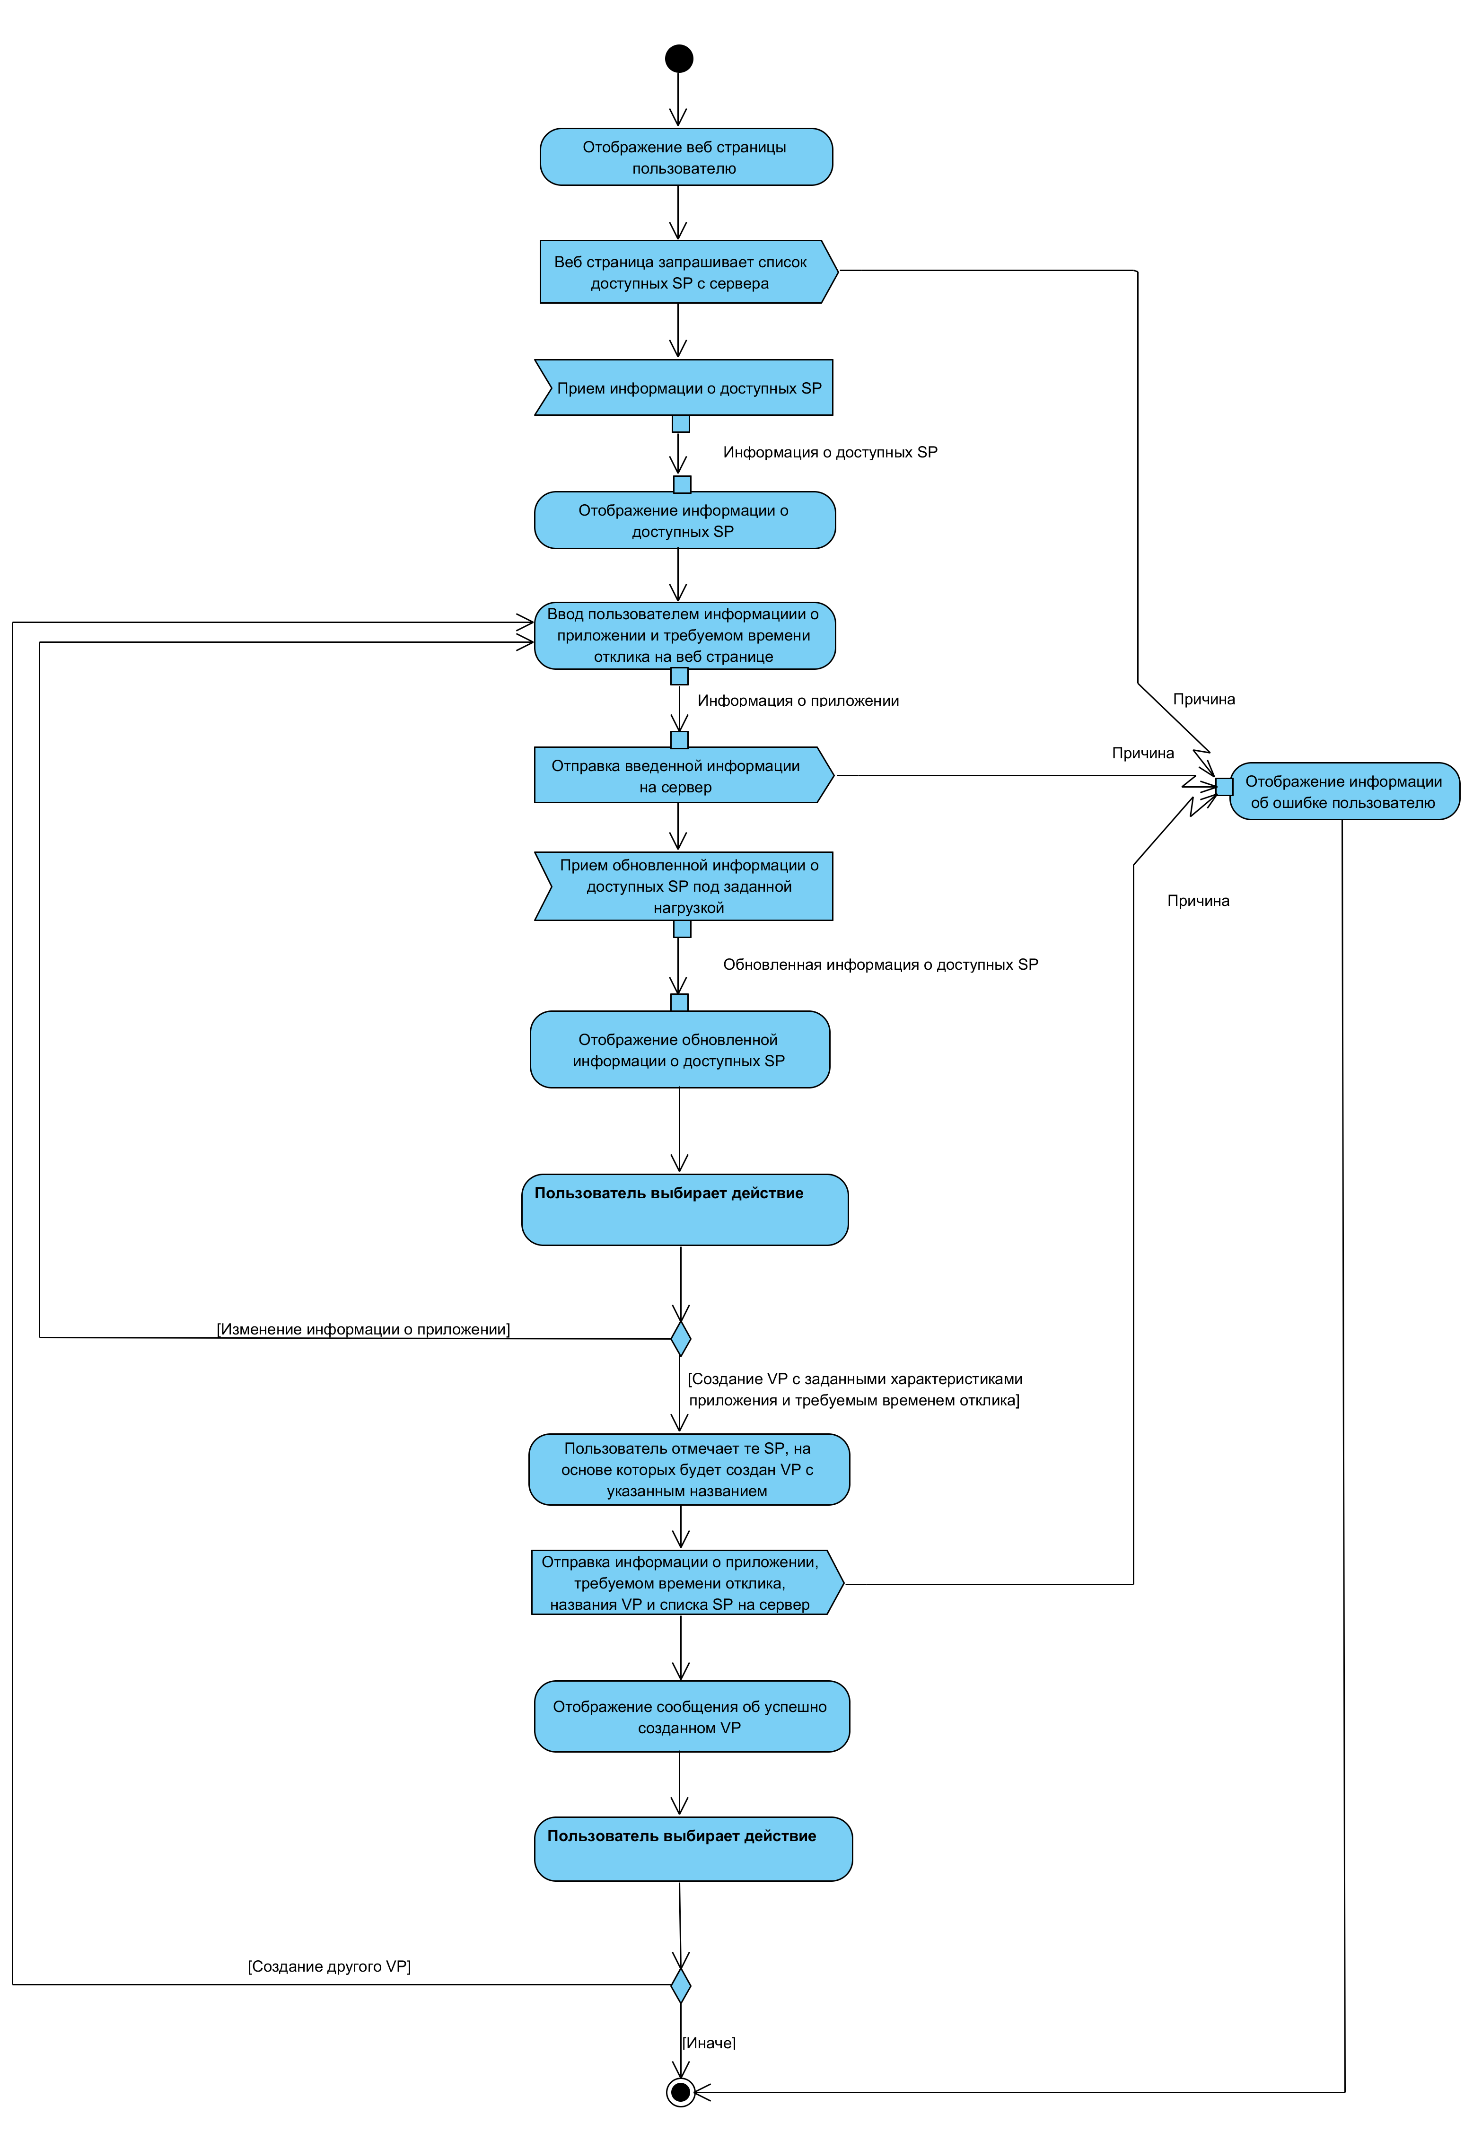 Отображение веб страницы
пользователю
Веб страница запрашивает список
доступных SP с сервера
Прием информации о доступных SP
Информация о доступных SP
Отображение информации о
доступных SP
Ввод пользователем информациии о
приложении и требуемом времени
отклика на веб странице
Информация о приложении
Причина
Причина
Отправка введенной информации
на сервер
Отображение информации
об ошибке пользователю
Прием обновленной информации о
доступных SP под заданной
нагрузкой
Причина
Обновленная информация о доступных SP
Отображение обновленной
информации о доступных SP
Пользователь выбирает действие
[Изменение информации о приложении]
[Создание VP с заданными характеристиками
приложения и требуемым временем отклика]
Пользователь отмечает те SP, на
основе которых будет создан VP с
указанным названием
Отправка информации о приложении,
требуемом времени отклика,
названия VP и списка SP на сервер
Отображение сообщения об успешно
созданном VP
Пользователь выбирает действие
[Создание другого VP]
[Иначе]